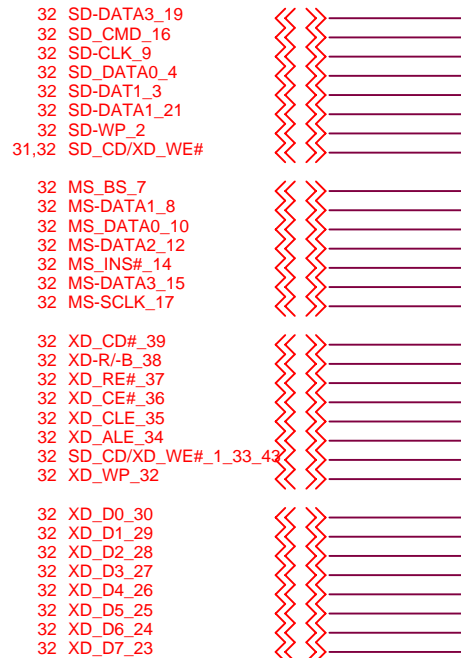 32 SD-DATA3_19
32 SD_CMD_16
32 SD-CLK_9
32 SD_DATA0_4
32 SD-DAT1_3
32 SD-DATA1_21
32 SD-WP_2
31,32 SD_CD/XD_WE#
32 MS_BS_7
32 MS-DATA1_8
32 MS_DATA0_10
32 MS-DATA2_12
32 MS_INS#_14
32 MS-DATA3_15
32 MS-SCLK_17
32 XD_CD#_39
32 XD-R/-B_38
32 XD_RE#_37
32 XD_CE#_36
32 XD_CLE_35
32 XD_ALE_34
32 SD_CD/XD_WE#_1_33_43
32 XD_WP_32
32 XD_D0_30
32 XD_D1_29
32 XD_D2_28
32 XD_D3_27
32 XD_D4_26
32 XD_D5_25
32 XD_D6_24
32 XD_D7_23